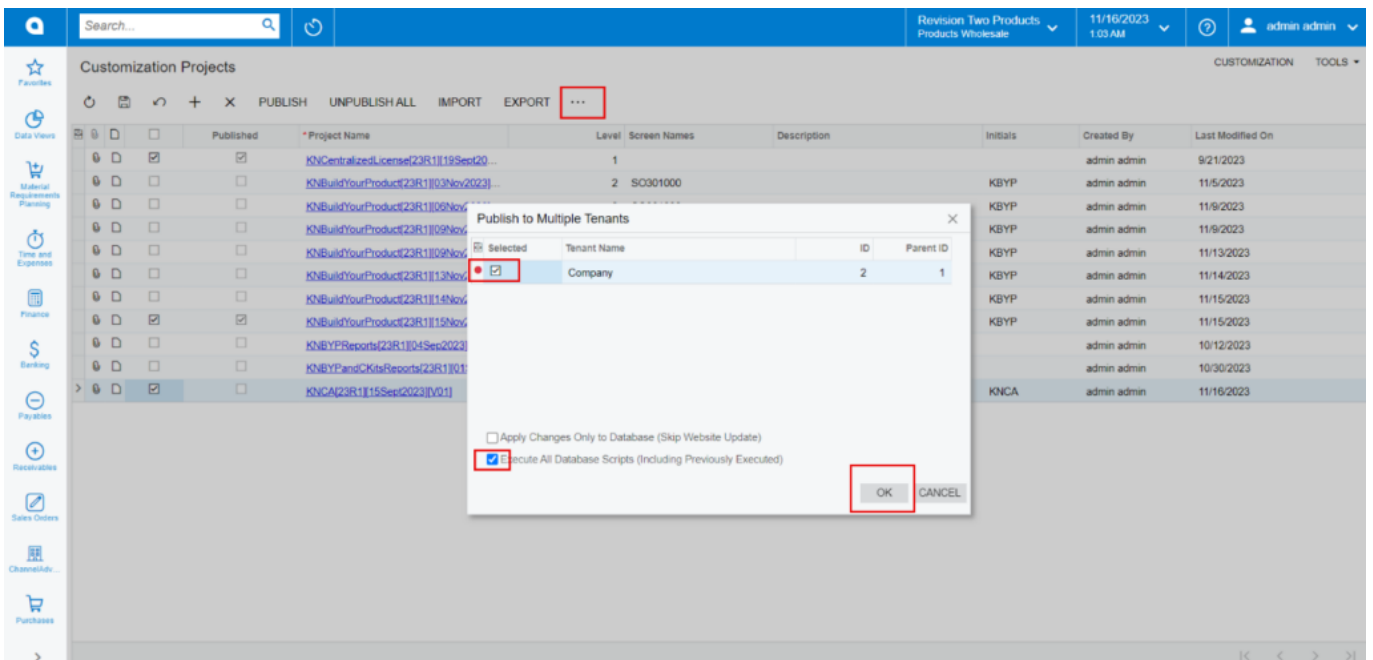 Search...
Revision Two Products
Products Wholesale
11/16/2023
1:03 AM
admin admin
Favorites
Data Views
Material Requirements Planning
Time and Expenses
Finance
Banking
Payables
Receivables
Sales Orders
ChannelAdv...
Purchases
Customization Projects
CUSTOMIZATION TOOLS
PUBLISH UNPUBLISH ALL IMPORT EXPORT ...
Published *Project Name Level Screen Names Description Initials Created By Last Modified On
KNCentralizedLicense[23R1][19Sept20... 1 admin admin 9/21/2023
KNBuildYourProduct[23R1][03Nov2023]... 2 SO301000 KBYP admin admin 11/5/2023
KNBuildYourProduct[23R1][06Nov KBYP admin admin 11/9/2023
KNBuildYourProduct[23R1][09Nov KBYP admin admin 11/9/2023
KNBuildYourProduct[23R1][09Nov KBYP admin admin 11/13/2023
KNBuildYourProduct[23R1][13Nov KBYP admin admin 11/14/2023
KNBuildYourProduct[23R1][14Nov KBYP admin admin 11/15/2023
KNBuildYourProduct[23R1][15Nov KBYP admin admin 11/15/2023
KNBYPReports[23R1][04Sep2023] admin admin 10/12/2023
KNBYPandCKitsReports[23R1][01 admin admin 10/30/2023
KNCA[23R1][15Sept2023][V01] KNCA admin admin 11/16/2023
Publish to Multiple Tenants
Selected Tenant Name ID Parent ID
Company 2 1
Apply Changes Only to Database (Skip Website Update)
Execute All Database Scripts (Including Previously Executed)
OK CANCEL